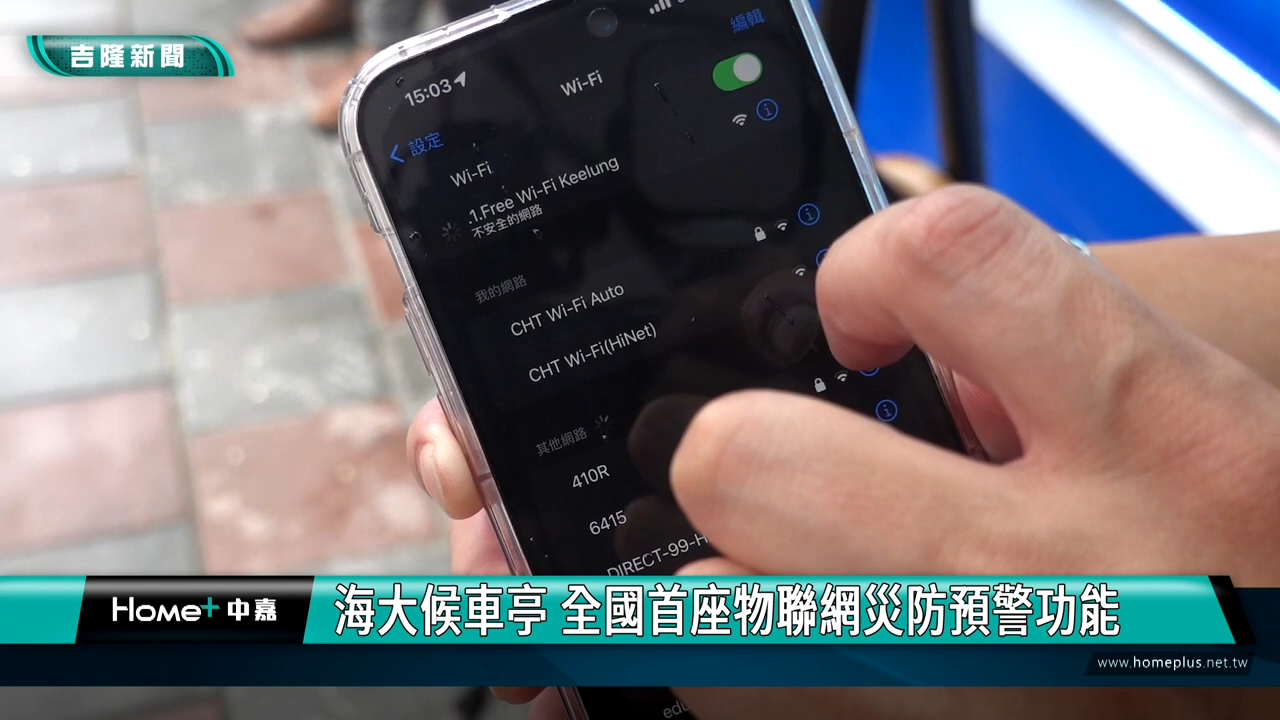 吉隆新聞
15:03
Wi-Fi
編輯
設定
Wi-Fi
.1.Free Wi-Fi Keelung
不安全的網路
我的網路
CHT Wi-Fi Auto
CHT Wi-Fi(HiNet)
其他網路
410R
6415
DIRECT-99-H
edu
Home+ 中嘉
海大候車亭 全國首座物聯網災防預警功能
www.homeplus.net.tw